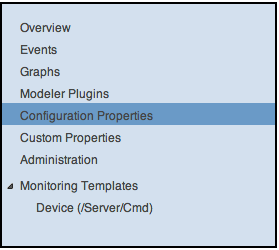 Overview
Events
Graphs
Modeler Plugins
Configuration Properties
Custom Properties
Administration
Monitoring Templates
Device (/Server/Cmd)